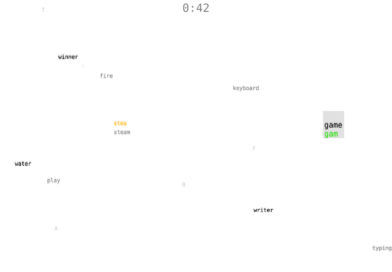 0:42
winner
fire
keyboard
stea
steam
game
gam
water
play
writer
typing